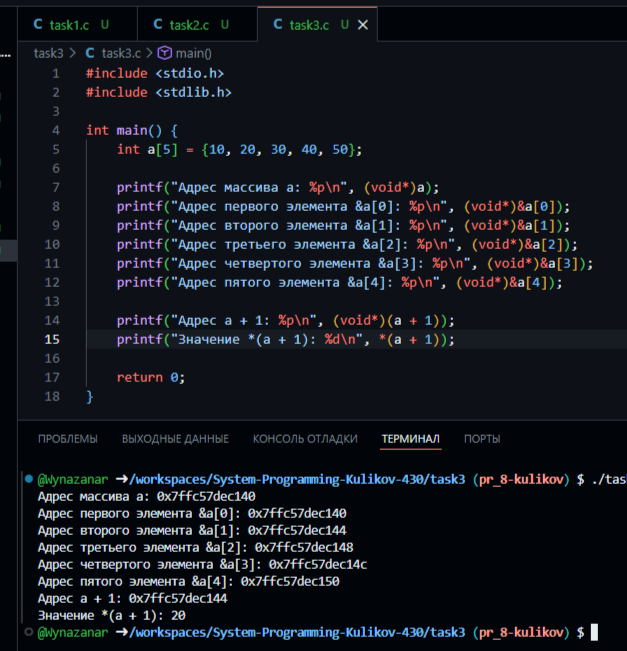 C task1.c U C task2.c U C task3.c U ×
task3 > C task3.c > main()
1 #include <stdio.h>
2 #include <stdlib.h>
3
4 int main() {
5 int a[5] = {10, 20, 30, 40, 50};
6
7 printf("Адрес массива a: %p\n", (void*)a);
8 printf("Адрес первого элемента &a[0]: %p\n", (void*)&a[0]);
9 printf("Адрес второго элемента &a[1]: %p\n", (void*)&a[1]);
10 printf("Адрес третьего элемента &a[2]: %p\n", (void*)&a[2]);
11 printf("Адрес четвертого элемента &a[3]: %p\n", (void*)&a[3]);
12 printf("Адрес пятого элемента &a[4]: %p\n", (void*)&a[4]);
13
14 printf("Адрес a + 1: %p\n", (void*)(a + 1));
15 printf("Значение *(a + 1): %d\n", *(a + 1));
16
17 return 0;
18 }
ПРОБЛЕМЫ ВЫХОДНЫЕ ДАННЫЕ КОНСОЛЬ ОТЛАДКИ ТЕРМИНАЛ ПОРТЫ
@Wynazanar ➜/workspaces/System-Programming-Kulikov-430/task3 (pr_8-kulikov) $ ./tas
Адрес массива a: 0x7ffc57dec140
Адрес первого элемента &a[0]: 0x7ffc57dec140
Адрес второго элемента &a[1]: 0x7ffc57dec144
Адрес третьего элемента &a[2]: 0x7ffc57dec148
Адрес четвертого элемента &a[3]: 0x7ffc57dec14c
Адрес пятого элемента &a[4]: 0x7ffc57dec150
Адрес a + 1: 0x7ffc57dec144
Значение *(a + 1): 20
@Wynazanar ➜/workspaces/System-Programming-Kulikov-430/task3 (pr_8-kulikov) $